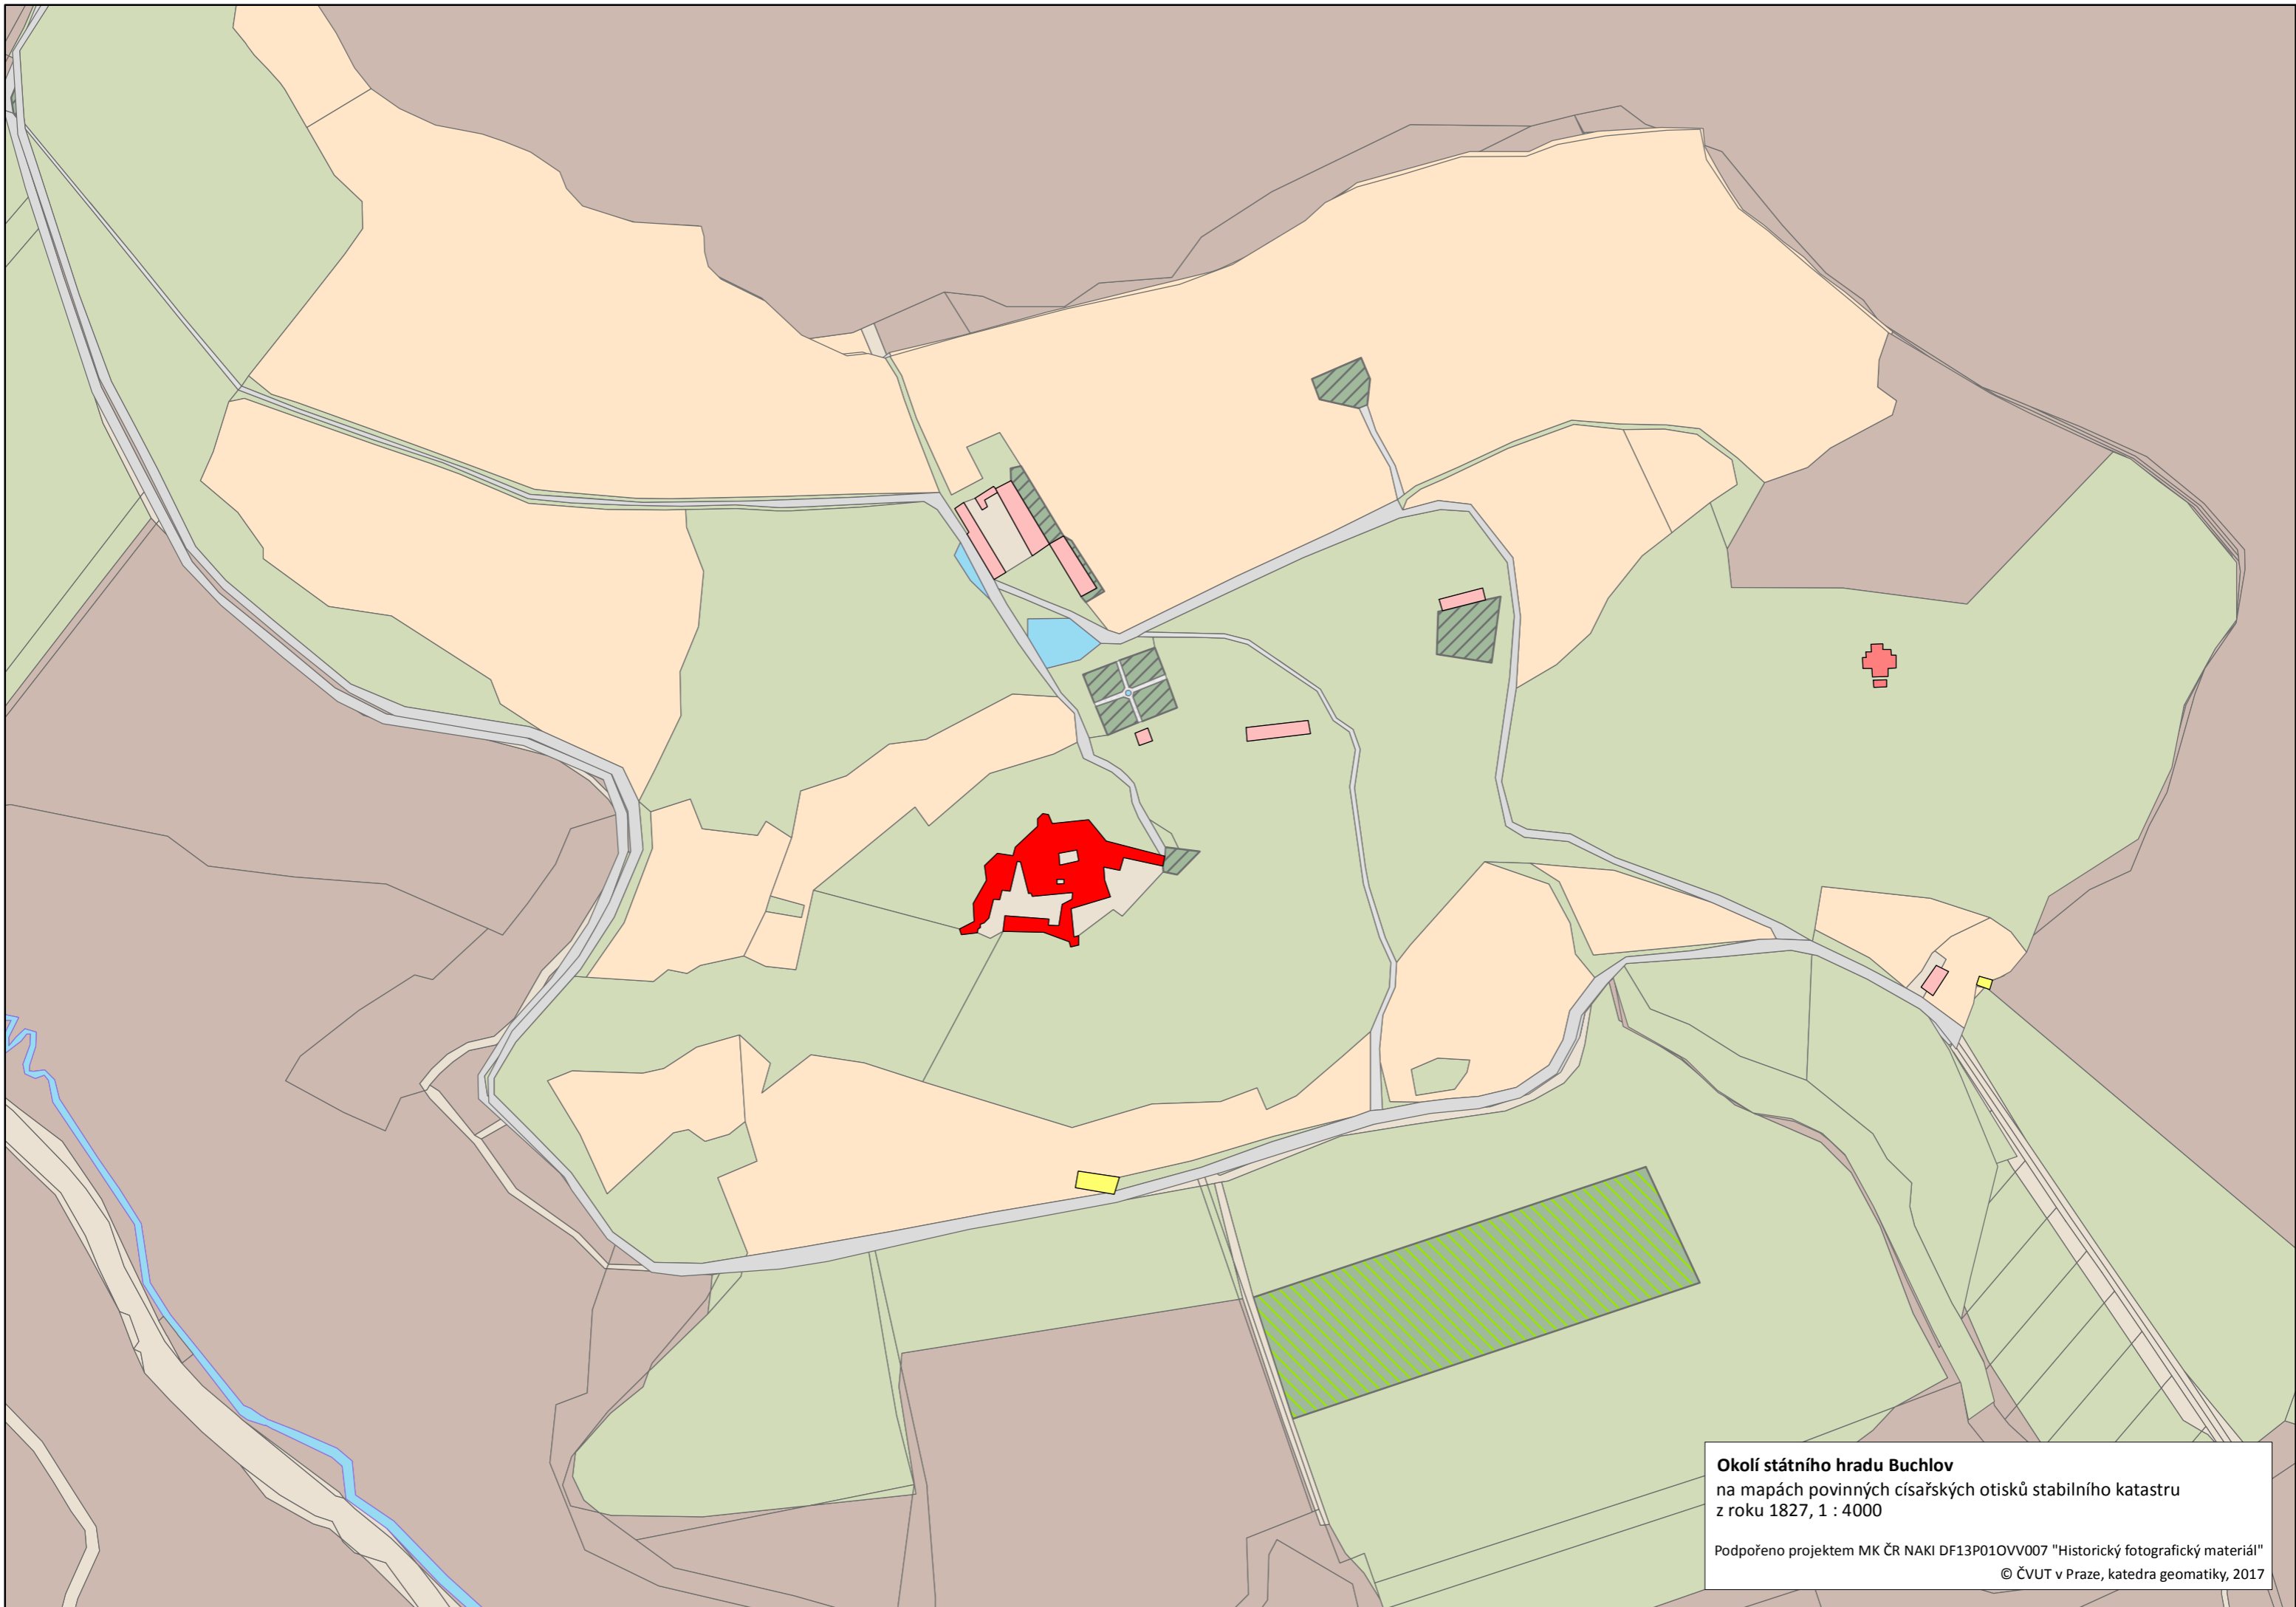 Okolí státního hradu Buchlov
na mapách povinných císařských otisků stabilního katastru
z roku 1827, 1 : 4000
Podpořeno projektem MK ČR NAKI DF13P01OVV007 "Historický fotografický materiál"
© ČVUT v Praze, katedra geomatiky, 2017